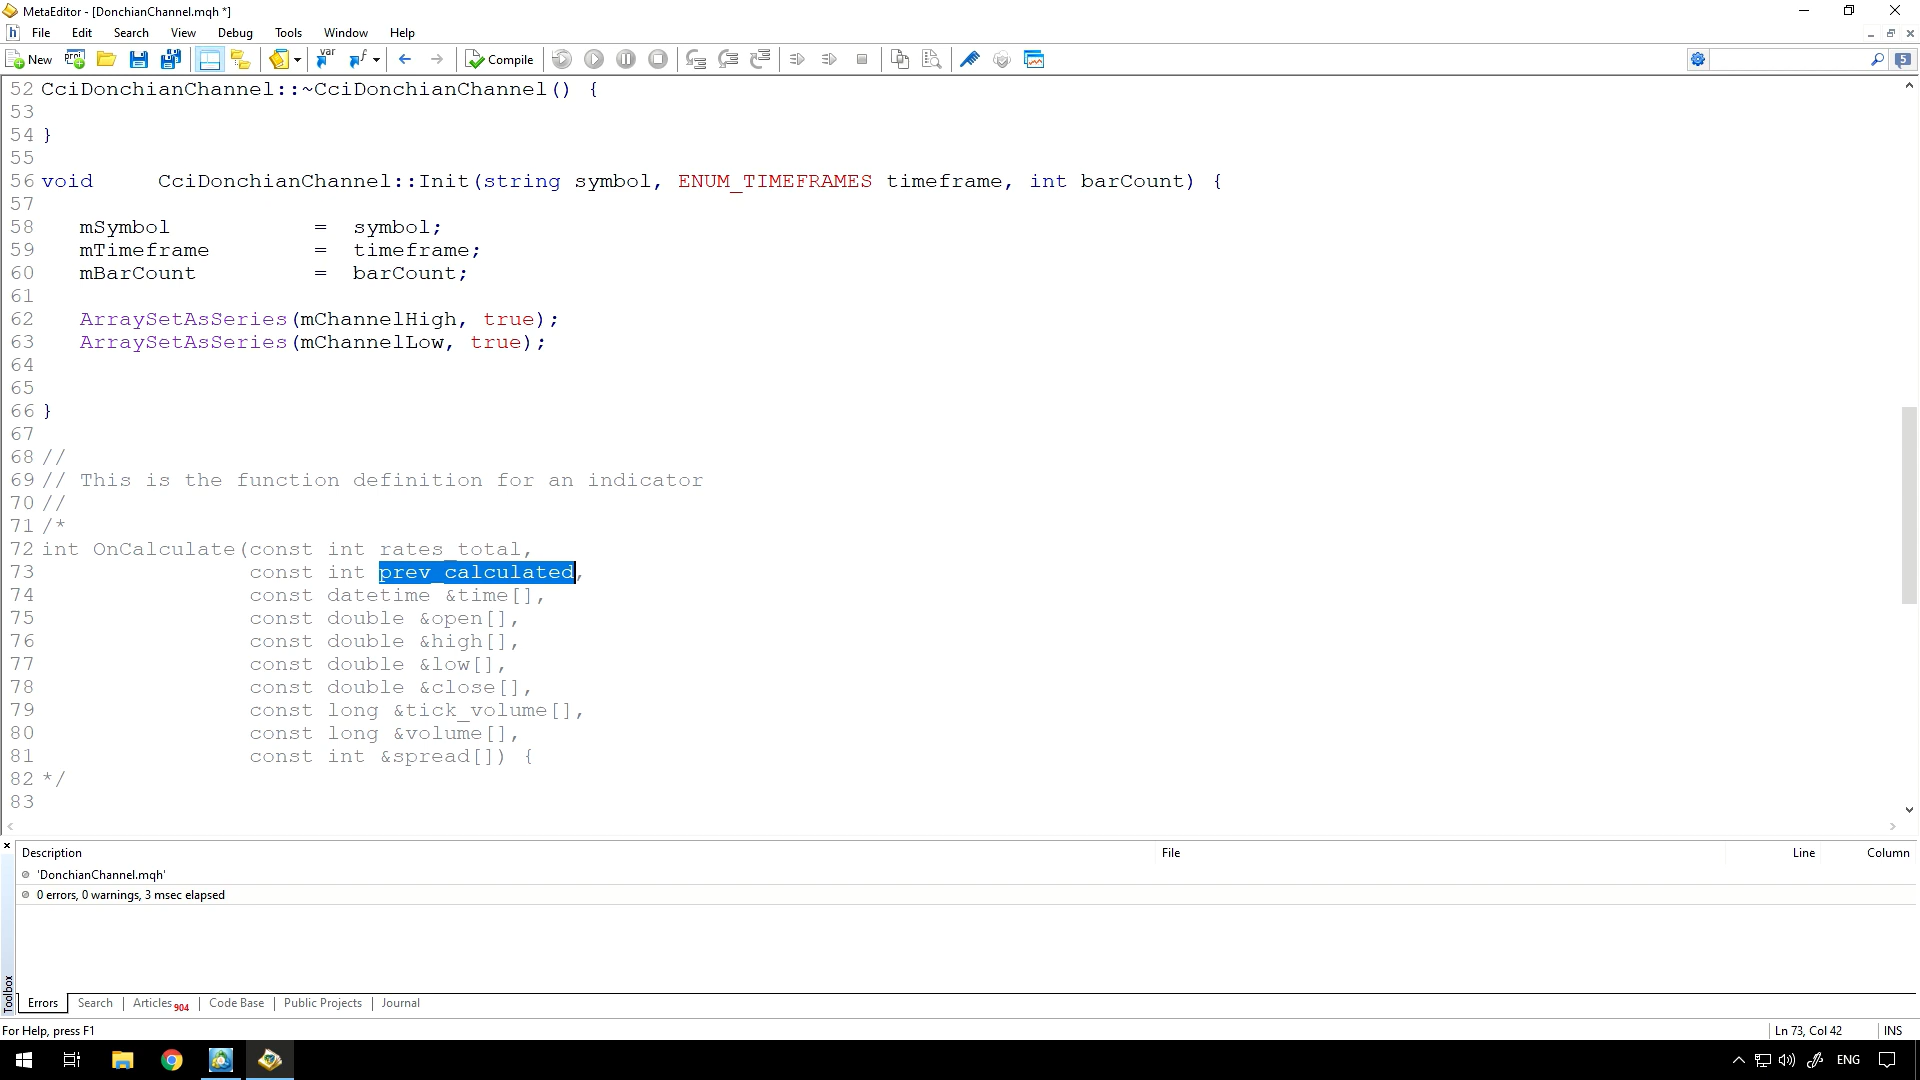 MetaEditor - [DonchianChannel.mqh *]
File Edit Search View Debug Tools Window Help
New Compile 5
52 CciDonchianChannel::~CciDonchianChannel() {
53
54 }
55
56 void CciDonchianChannel::Init(string symbol, ENUM_TIMEFRAMES timeframe, int barCount) {
57
58 mSymbol = symbol;
59 mTimeframe = timeframe;
60 mBarCount = barCount;
61
62 ArraySetAsSeries(mChannelHigh, true);
63 ArraySetAsSeries(mChannelLow, true);
64
65
66 }
67
68 //
69 // This is the function definition for an indicator
70 //
71 /*
72 int OnCalculate(const int rates_total,
73 const int prev_calculated,
74 const datetime &time[],
75 const double &open[],
76 const double &high[],
77 const double &low[],
78 const double &close[],
79 const long &tick_volume[],
80 const long &volume[],
81 const int &spread[]) {
82 */
83
Description File Line Column
'DonchianChannel.mqh'
0 errors, 0 warnings, 3 msec elapsed
Toolbox
Errors Search Articles 904 Code Base Public Projects Journal
For Help, press F1 Ln 73, Col 42 INS
ENG